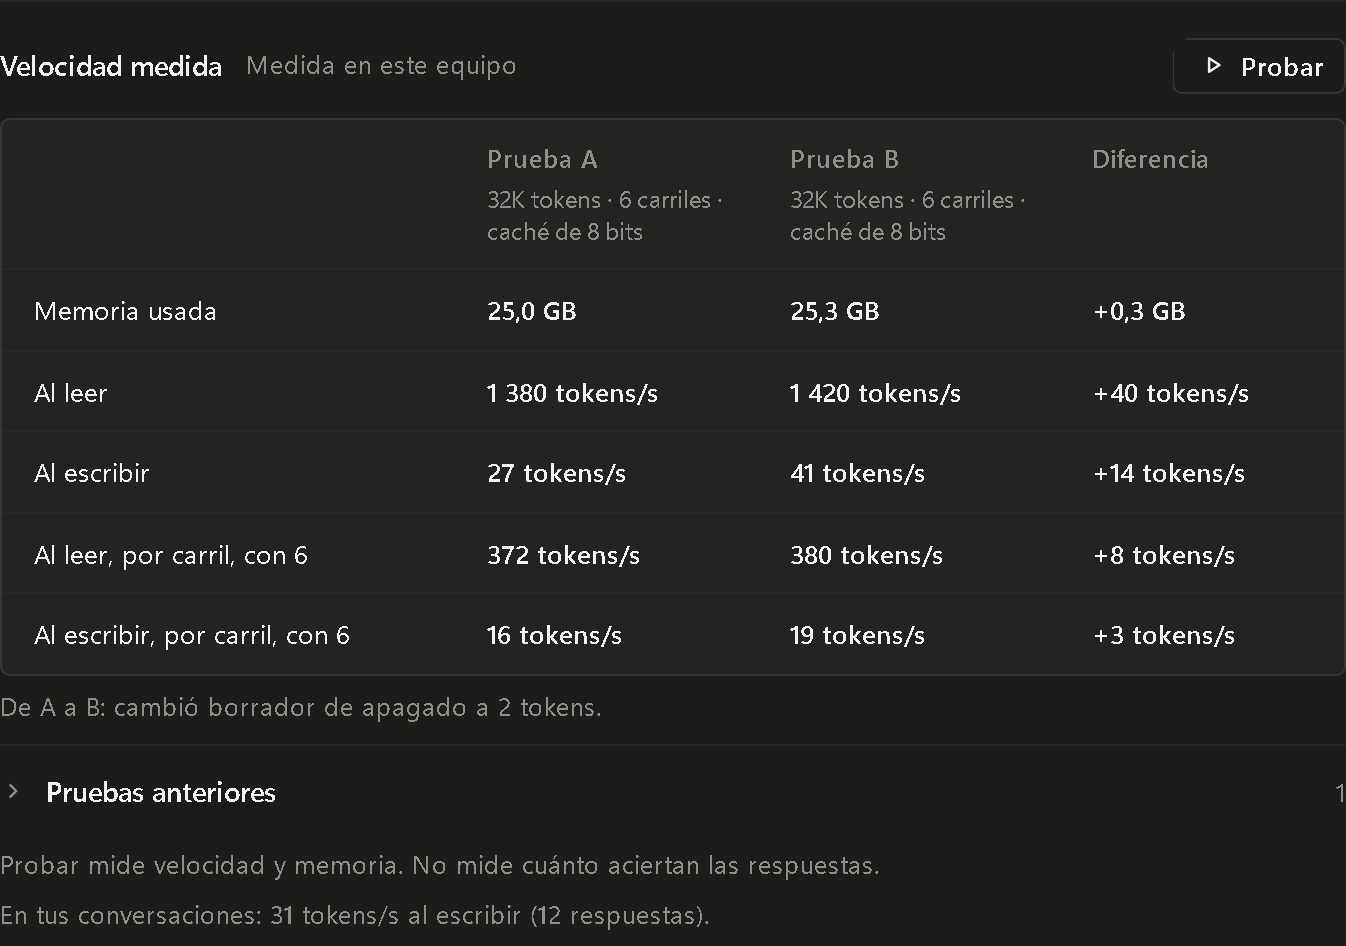 Velocidad medida Medida en este equipo
Probar
Prueba A Prueba B Diferencia
32K tokens · 6 carriles · 32K tokens · 6 carriles ·
caché de 8 bits caché de 8 bits
Memoria usada 25,0 GB 25,3 GB +0,3 GB
Al leer 1 380 tokens/s 1 420 tokens/s +40 tokens/s
Al escribir 27 tokens/s 41 tokens/s +14 tokens/s
Al leer, por carril, con 6 372 tokens/s 380 tokens/s +8 tokens/s
Al escribir, por carril, con 6 16 tokens/s 19 tokens/s +3 tokens/s
De A a B: cambió borrador de apagado a 2 tokens.
Pruebas anteriores 1
Probar mide velocidad y memoria. No mide cuánto aciertan las respuestas.
En tus conversaciones: 31 tokens/s al escribir (12 respuestas).